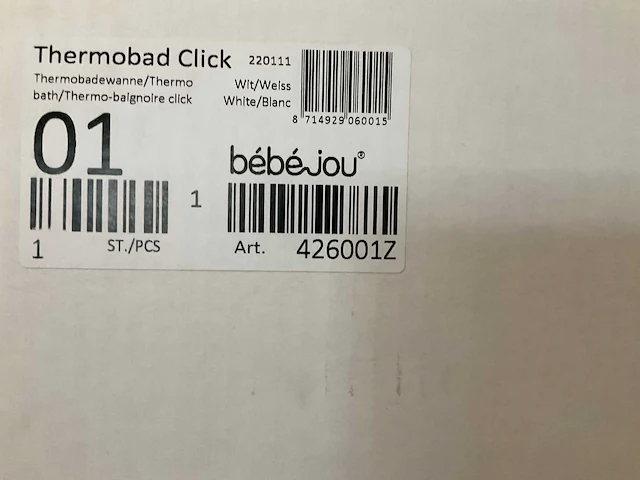 Thermobad Click 220111
Thermobadewanne/Thermo
bath/Thermo-baignoire click
Wit/Weiss
White/Blanc
8 714929 060015
01
bébéjou®
1
1 ST./PCS
Art. 426001Z